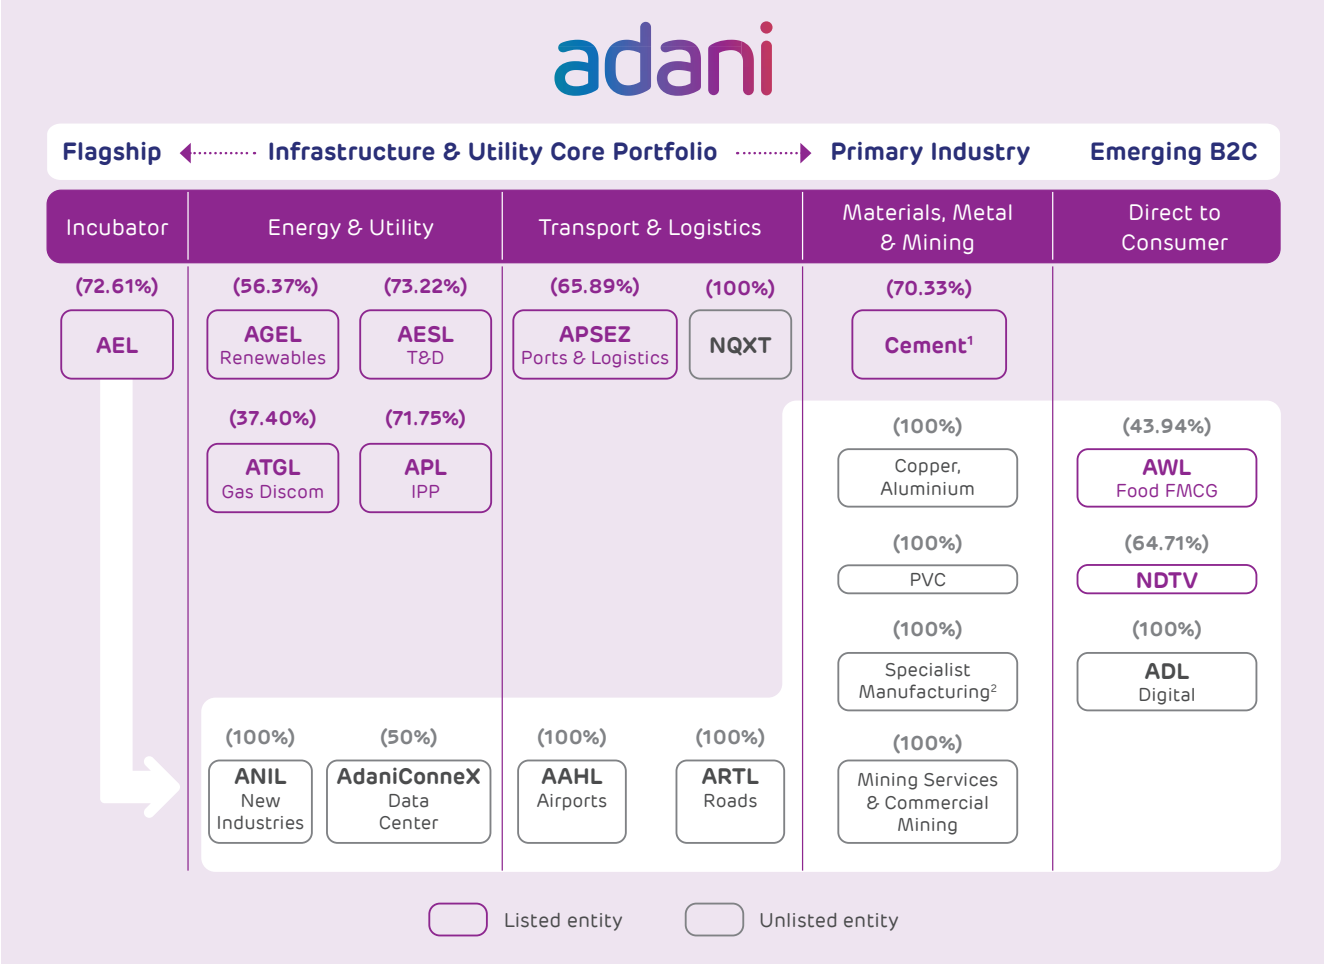 adani
Flagship
Infrastructure & Utility Core Portfolio
Primary Industry
Emerging B2C
Incubator
Energy & Utility
Transport & Logistics
Materials, Metal
& Mining
Direct to
Consumer
(72.61%)
AEL
(56.37%)
AGEL
Renewables
(73.22%)
AESL
T&D
(65.89%)
APSEZ
Ports & Logistics
(100%)
NQXT
(70.33%)
Cement¹
(37.40%)
ATGL
Gas Discom
(71.75%)
APL
IPP
(100%)
Copper,
Aluminium
(43.94%)
AWL
Food FMCG
(100%)
PVC
(64.71%)
NDTV
(100%)
Specialist
Manufacturing²
(100%)
ADL
Digital
(100%)
ANIL
New
Industries
(50%)
AdaniConneX
Data
Center
(100%)
AAHL
Airports
(100%)
ARTL
Roads
(100%)
Mining Services
& Commercial
Mining
Listed entity
Unlisted entity